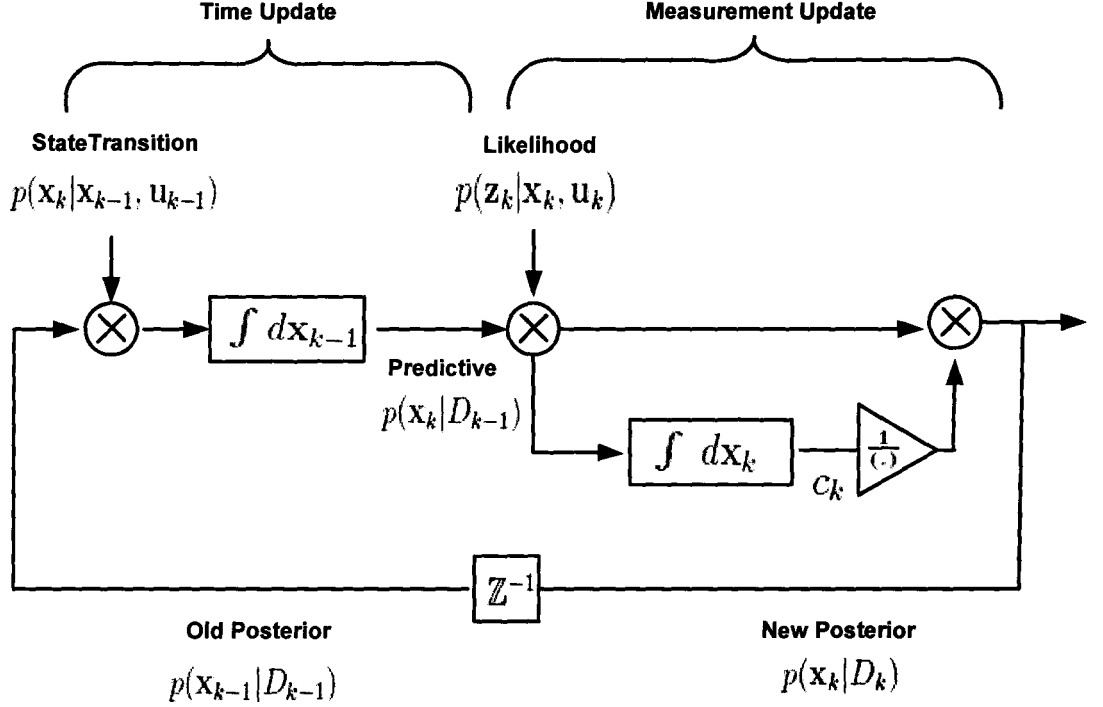 Time Update
Measurement Update
StateTransition
p(x_k|x_{k-1}, u_{k-1})
Likelihood
p(z_k|x_k, u_k)
∫ dx_{k-1}
Predictive
p(x_k|D_{k-1})
∫ dx_k
c_k
1/(.)
Z^{-1}
Old Posterior
p(x_{k-1}|D_{k-1})
New Posterior
p(x_k|D_k)